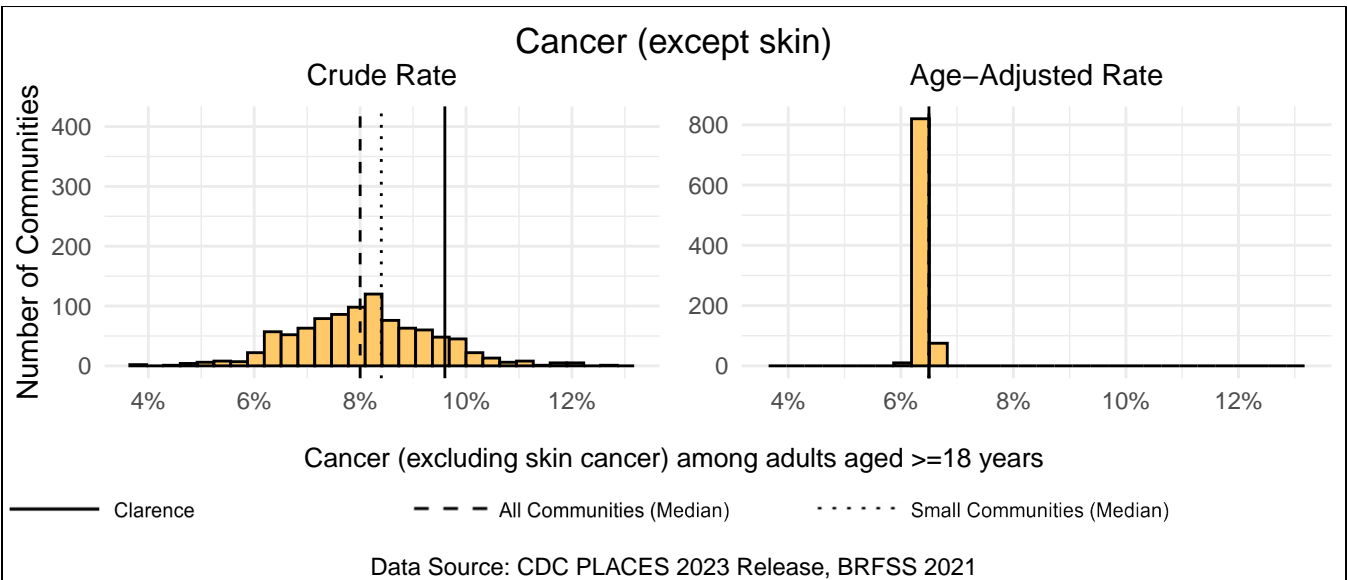 Cancer (except skin)
Crude Rate
Age−Adjusted Rate
Number of Communities
400
300
200
100
0
4%
6%
8%
10%
12%
800
600
400
200
0
4%
6%
8%
10%
12%
Cancer (excluding skin cancer) among adults aged >=18 years
Clarence
All Communities (Median)
Small Communities (Median)
Data Source: CDC PLACES 2023 Release, BRFSS 2021